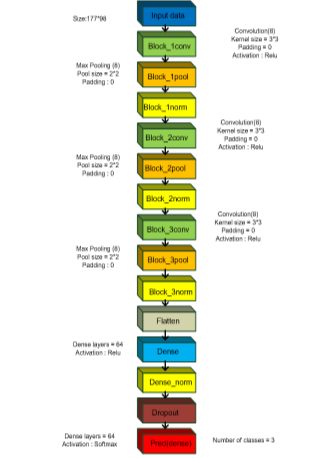 Size:177*98
Input data
Convolution(8)
Kernel size = 3*3
Padding = 0
Activation : Relu
Block_1conv
Max Pooling (8)
Pool size = 2*2
Padding : 0
Block_1pool
Block_1norm
Convolution(8)
Kernel size = 3*3
Padding = 0
Activation : Relu
Block_2conv
Max Pooling (8)
Pool size = 2*2
Padding : 0
Block_2pool
Block_2norm
Convolution(8)
Kernel size = 3*3
Padding = 0
Activation : Relu
Block_3conv
Max Pooling (8)
Pool size = 2*2
Padding : 0
Block_3pool
Block_3norm
Flatten
Dense layers = 64
Activation : Relu
Dense
Dense_norm
Dropout
Dense layers = 64
Activation : Softmax
Number of classes = 3